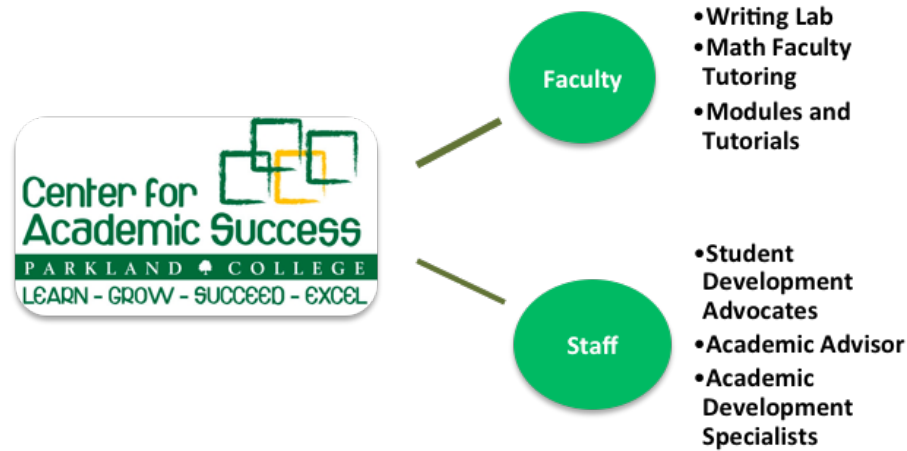 Center for
Academic Success
PARKLAND COLLEGE
LEARN - GROW - SUCCEED - EXCEL
Faculty
•Writing Lab
•Math Faculty
Tutoring
•Modules and
Tutorials
Staff
•Student
Development
Advocates
•Academic Advisor
•Academic
Development
Specialists